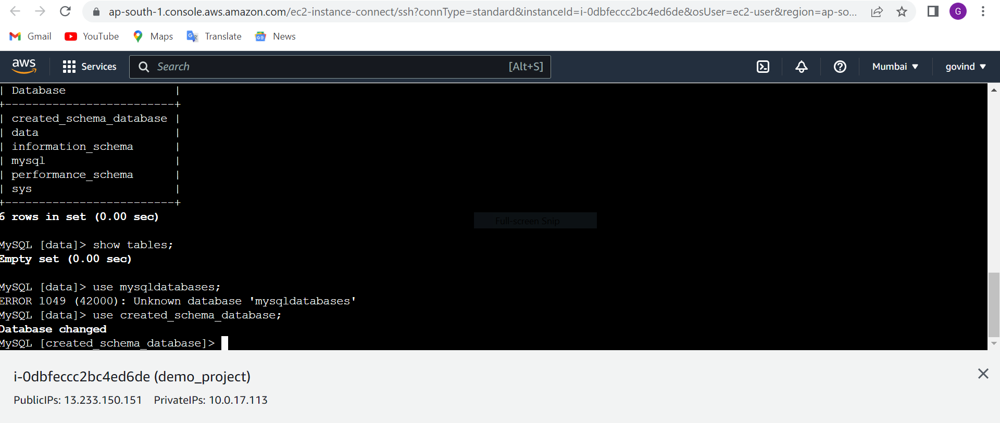 ap-south-1.console.aws.amazon.com/ec2-instance-connect/ssh?connType=standard&instanceId=i-0dbfeccc2bc4ed6de&osUser=ec2-user&region=ap-so...
G
Gmail YouTube Maps Translate News
aws Services Search [Alt+S] Mumbai govind
| Database |
+-------------------------+
| created_schema_database |
| data |
| information_schema |
| mysql |
| performance_schema |
| sys |
+-------------------------+
6 rows in set (0.00 sec)
Full-screen Snip
MySQL [data]> show tables;
Empty set (0.00 sec)
MySQL [data]> use mysqldatabases;
ERROR 1049 (42000): Unknown database 'mysqldatabases'
MySQL [data]> use created_schema_database;
Database changed
MySQL [created_schema_database]>
i-0dbfeccc2bc4ed6de (demo_project)
PublicIPs: 13.233.150.151 PrivateIPs: 10.0.17.113